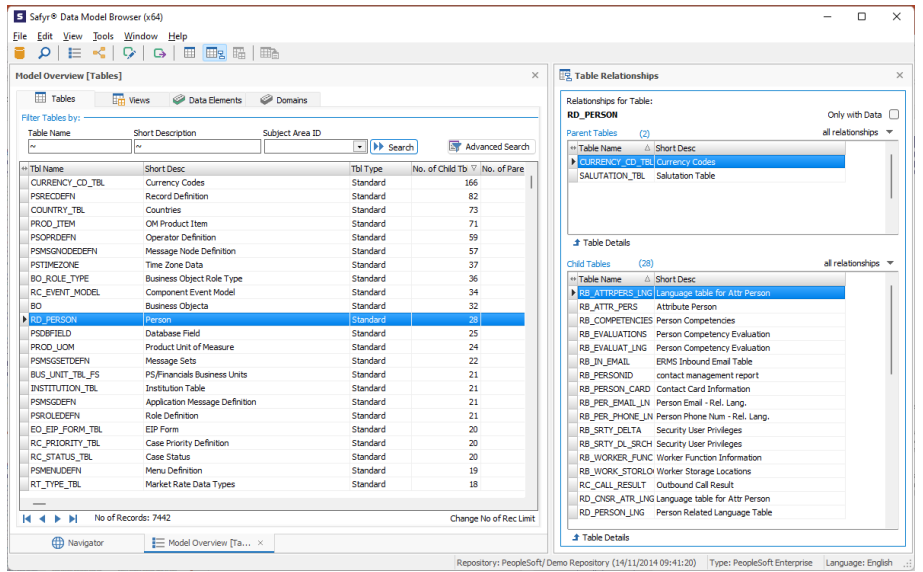 S Safyr® Data Model Browser (x64)
File Edit View Tools Window Help
Model Overview [Tables]
Tables Views Data Elements Domains
Filter Tables by:
Table Name Short Description Subject Area ID
~ ~ Search Advanced Search
Tbl Name Short Desc Tbl Type No. of Child Tb No. of Pare
CURRENCY_CD_TBL Currency Codes Standard 166
PSRECDEFN Record Definition Standard 82
COUNTRY_TBL Countries Standard 73
PROD_ITEM OM Product Item Standard 71
PSOPRDEFN Operator Definition Standard 59
PSMSGNODEDEFN Message Node Definition Standard 57
PSTIMEZONE Time Zone Data Standard 37
BO_ROLE_TYPE Business Object Role Type Standard 36
RC_EVENT_MODEL Component Event Model Standard 34
BO Business Objecta Standard 32
RD_PERSON Person Standard 28
PSDBFIELD Database Field Standard 25
PROD_UOM Product Unit of Measure Standard 24
PSMSGSETDEFN Message Sets Standard 22
BUS_UNIT_TBL_FS PS/Financials Business Units Standard 21
INSTITUTION_TBL Institution Table Standard 21
PSMSGDEFN Application Message Definition Standard 21
PSROLEDEFN Role Definition Standard 21
EO_EIP_FORM_TBL EIP Form Standard 20
RC_PRIORITY_TBL Case Priority Definition Standard 20
RC_STATUS_TBL Case Status Standard 20
PSMENUDEFN Menu Definition Standard 19
RT_TYPE_TBL Market Rate Data Types Standard 18
No of Records: 7442 Change No of Rec Limit
Navigator Model Overview [Ta...
Table Relationships
Relationships for Table:
RD_PERSON Only with Data
Parent Tables (2) all relationships
Table Name Short Desc
CURRENCY_CD_TBL Currency Codes
SALUTATION_TBL Salutation Table
Table Details
Child Tables (28) all relationships
Table Name Short Desc
RB_ATTRPERS_LNG Language table for Attr Person
RB_ATTR_PERS Attribute Person
RB_COMPETENCIES Person Competencies
RB_EVALUATIONS Person Competency Evaluation
RB_EVALUAT_LNG Person Competency Evaluation
RB_IN_EMAIL ERMS Inbound Email Table
RB_PERSONID contact management report
RB_PERSON_CARD Contact Card Information
RB_PER_EMAIL_LN Person Email - Rel. Lang.
RB_PER_PHONE_LN Person Phone Num - Rel. Lang.
RB_SRTY_DELTA Security User Privileges
RB_SRTY_DL_SRCH Security User Privileges
RB_WORKER_FUNC Worker Function Information
RB_WORK_STORLO Worker Storage Locations
RC_CALL_RESULT Outbound Call Result
RD_CNSR_ATR_LNG Language table for Attr Person
RD_PERSON_LNG Person Related Language Table
Table Details
Repository: PeopleSoft/Demo Repository (14/11/2014 09:41:20) Type: PeopleSoft Enterprise Language: English